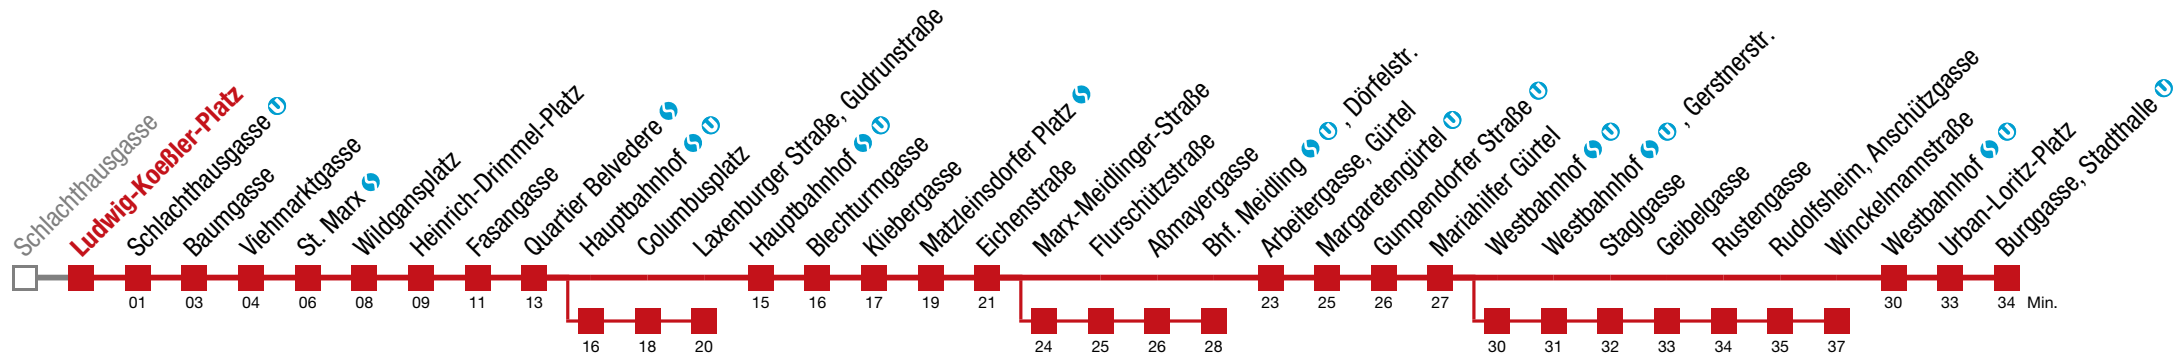 Schlachthausgasse
Ludwig-Koeßler-Platz
Schlachthausgasse U
Baumgasse
Viehmarktgasse
St. Marx S
Wildgansplatz
Heinrich-Drimmel-Platz
Fasangasse
Quartier Belvedere S
Hauptbahnhof S U
Columbusplatz
Laxenburger Straße, Gudrunstraße
Hauptbahnhof S U
Blechturmgasse
Kliebergasse
Matzleinsdorfer Platz S
Eichenstraße
Marx-Meidlinger-Straße
Flurschützstraße
Aßmayergasse
Bhf. Meidling S U , Dörfelstr.
Arbeitergasse, Gürtel
Margaretengürtel U
Gumpendorfer Straße U
Mariahilfer Gürtel
Westbahnhof S U
Westbahnhof S U , Gerstnerstr.
Staglgasse
Geibelgasse
Rustengasse
Rudolfsheim, Anschützgasse
Winckelmannstraße
Westbahnhof S U
Urban-Loritz-Platz
Burggasse, Stadthalle U
01 03 04 06 08 09 11 13 15 16 17 19 21 23 25 26 27 30 33 34 Min.
16 18 20 24 25 26 28 30 31 32 33 34 35 37